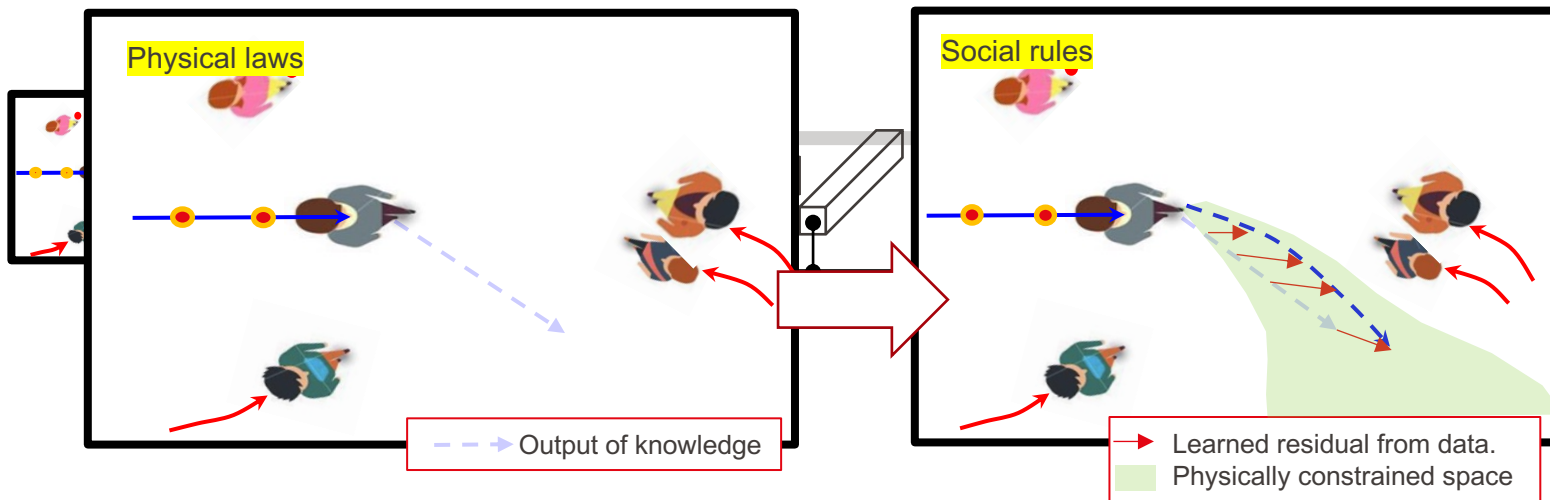 Physical laws
Output of knowledge
Social rules
Learned residual from data.
Physically constrained space